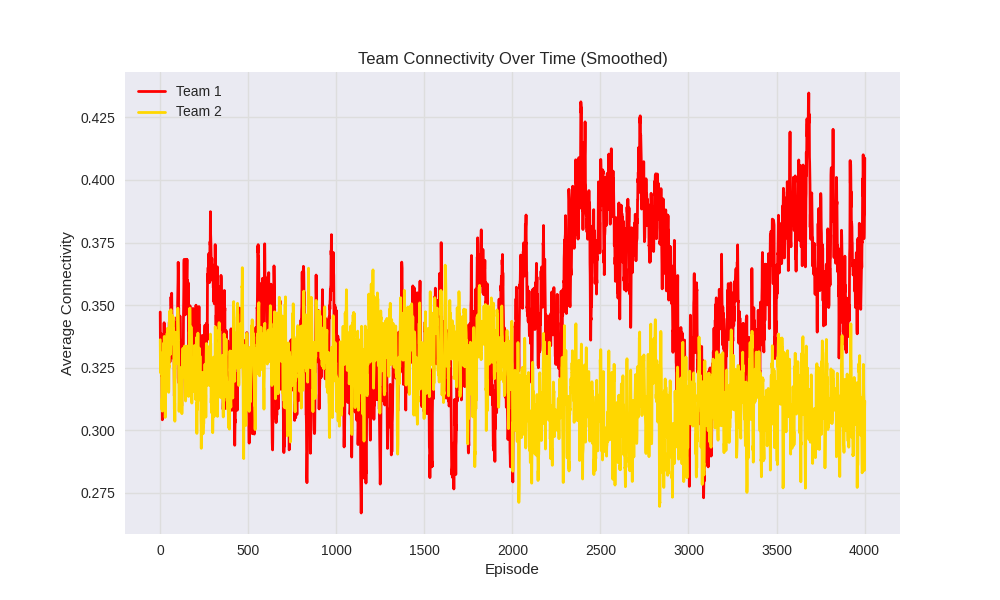 Team Connectivity Over Time (Smoothed)
Team 1
Team 2
0.425
0.400
0.375
0.350
0.325
0.300
0.275
Average Connectivity
0 500 1000 1500 2000 2500 3000 3500 4000
Episode